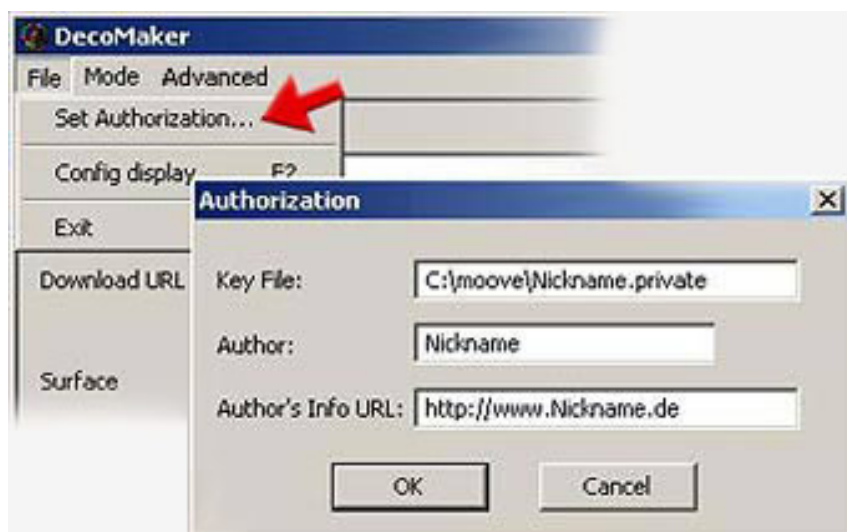 DecoMaker
File Mode Advanced
Set Authorization...
Config display F2
Exit
Download URL
Surface
Authorization
Key File: C:\moove\Nickname.private
Author: Nickname
Author's Info URL: http://www.Nickname.de
OK Cancel